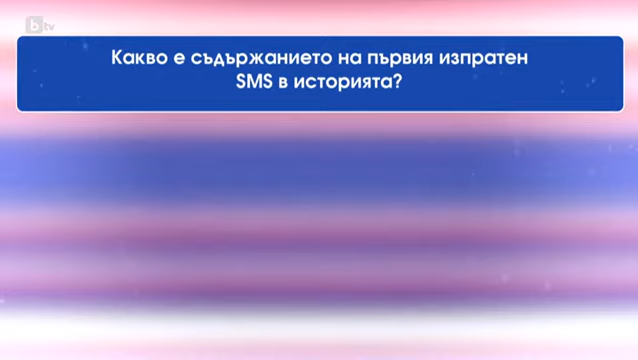 btv
Какво е съдържанието на първия изпратен
SMS в историята?